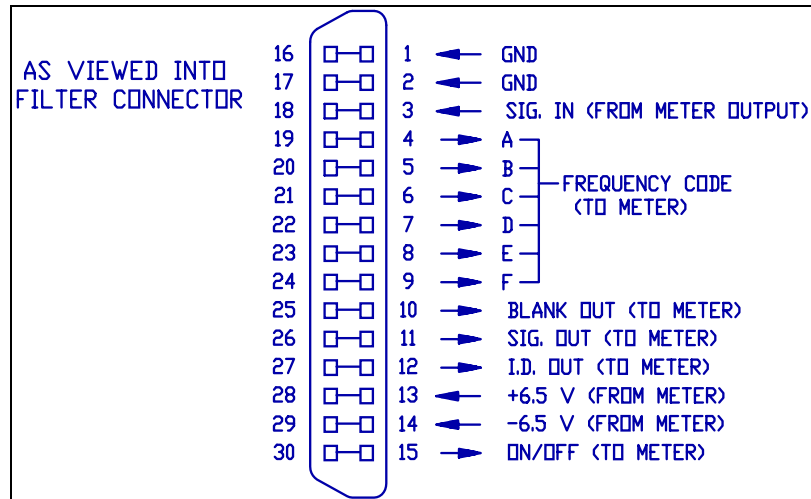 AS VIEWED INTO
FILTER CONNECTOR
16 1 GND
17 2 GND
18 3 SIG. IN (FROM METER OUTPUT)
19 4 A
20 5 B
21 6 C
22 7 D
23 8 E
24 9 F
FREQUENCY CODE
(TO METER)
25 10 BLANK OUT (TO METER)
26 11 SIG. OUT (TO METER)
27 12 I.D. OUT (TO METER)
28 13 +6.5 V (FROM METER)
29 14 -6.5 V (FROM METER)
30 15 ON/OFF (TO METER)